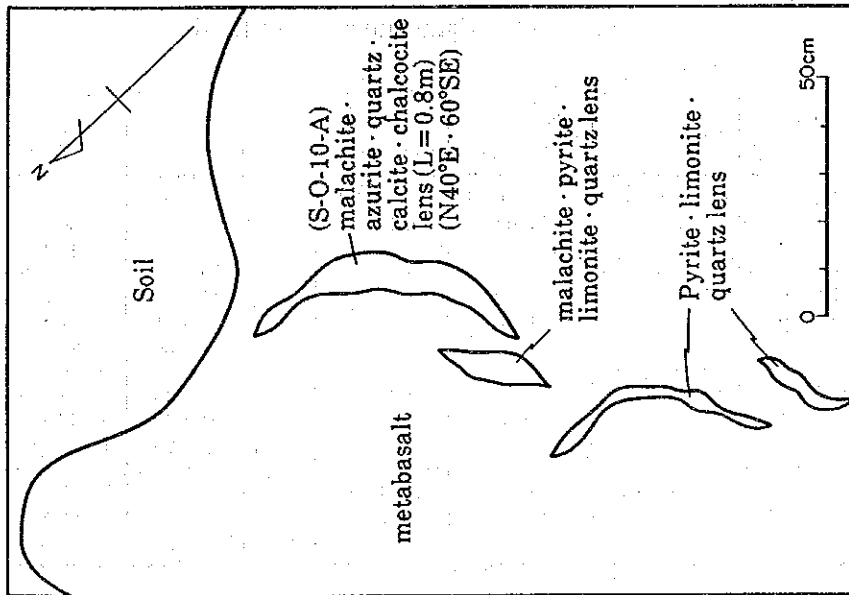 N
Soil
(S-O-10-A)
malachite·
azurite·quartz·
calcite·chalcocite
lens (L=0.8m)
(N40°E·60°SE)
malachite·pyrite·
limonite·quartz lens
metabasalt
Pyrite·limonite·
quartz lens
0
50cm